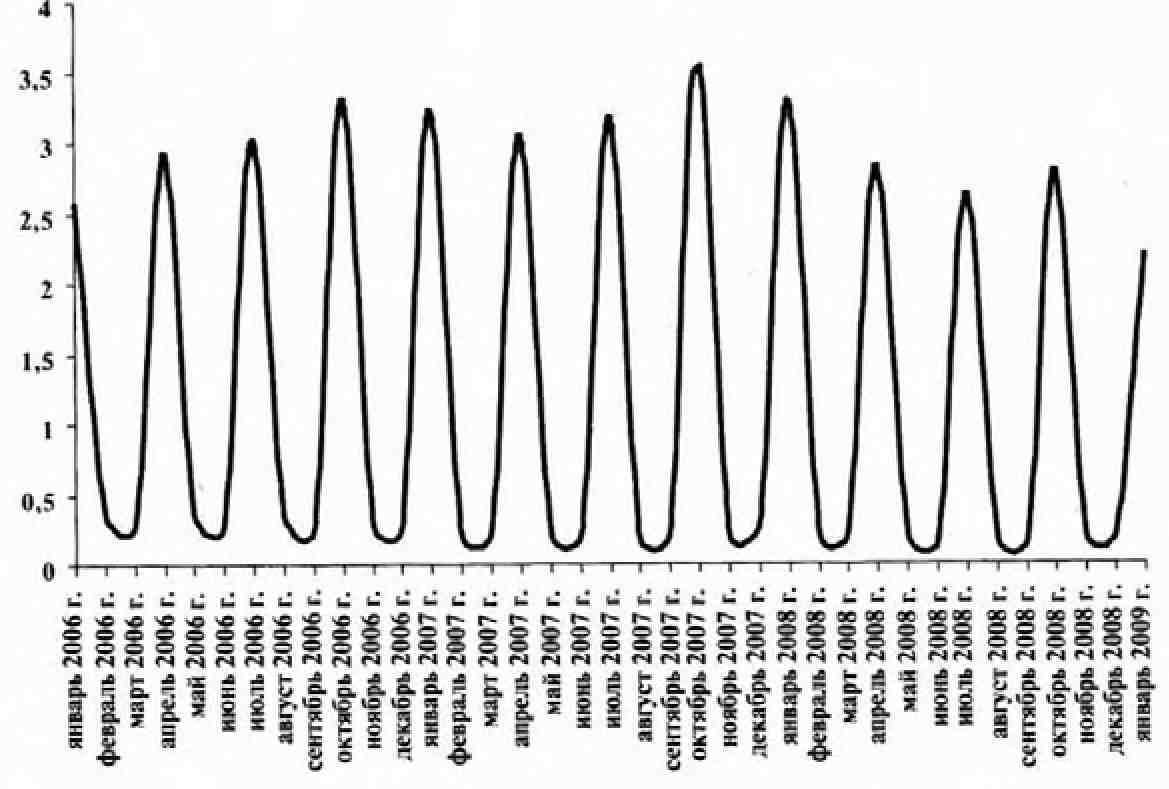 4
3,5
3
2,5
2
1,5
1
0,5
0
январь 2006 г.
февраль 2006 г.
март 2006 г.
апрель 2006 г.
май 2006 г.
июнь 2006 г.
июль 2006 г.
август 2006 г.
сентябрь 2006 г.
октябрь 2006 г.
ноябрь 2006 г.
декабрь 2006 г.
январь 2007 г.
февраль 2007 г.
март 2007 г.
апрель 2007 г.
май 2007 г.
июнь 2007 г.
июль 2007 г.
август 2007 г.
сентябрь 2007 г.
октябрь 2007 г.
ноябрь 2007 г.
декабрь 2007 г.
январь 2008 г.
февраль 2008 г.
март 2008 г.
апрель 2008 г.
май 2008 г.
июнь 2008 г.
июль 2008 г.
август 2008 г.
сентябрь 2008 г.
октябрь 2008 г.
ноябрь 2008 г.
декабрь 2008 г.
январь 2009 г.